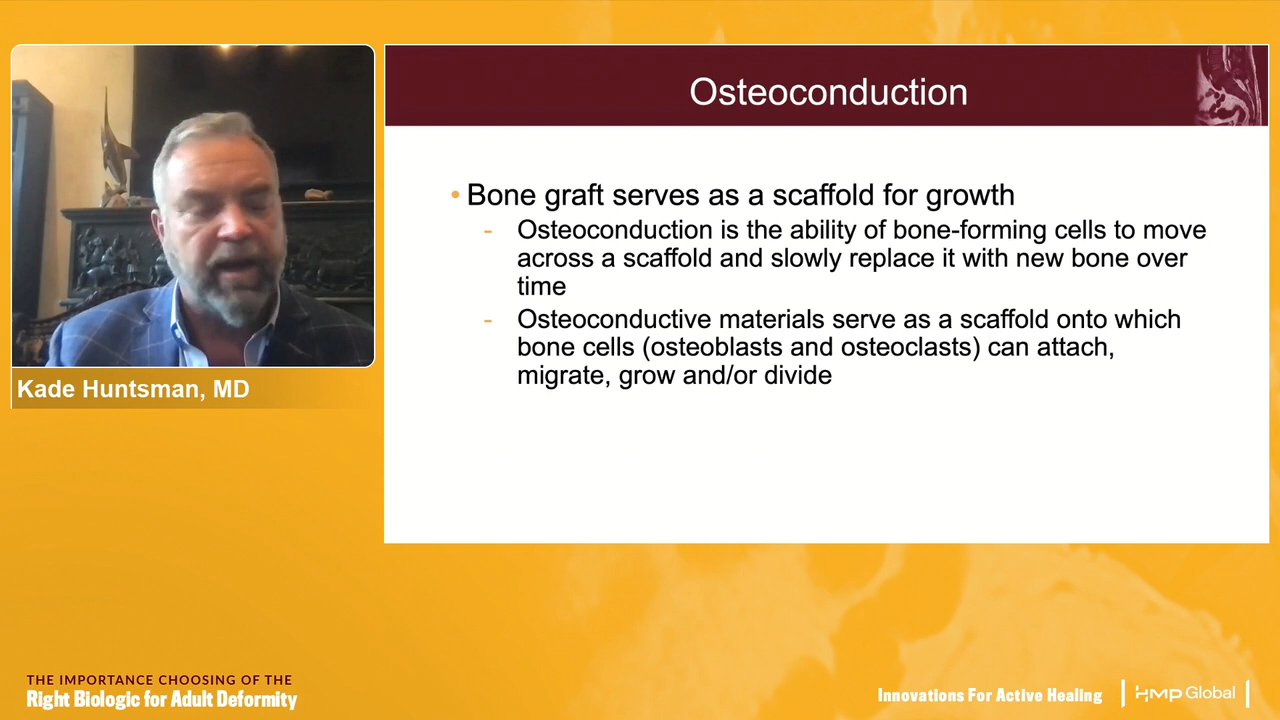 Osteoconduction
Kade Huntsman, MD
• Bone graft serves as a scaffold for growth
- Osteoconduction is the ability of bone-forming cells to move
across a scaffold and slowly replace it with new bone over
time
- Osteoconductive materials serve as a scaffold onto which
bone cells (osteoblasts and osteoclasts) can attach,
migrate, grow and/or divide
THE IMPORTANCE CHOOSING OF THE
Right Biologic for Adult Deformity
Innovations For Active Healing | HMP Global |